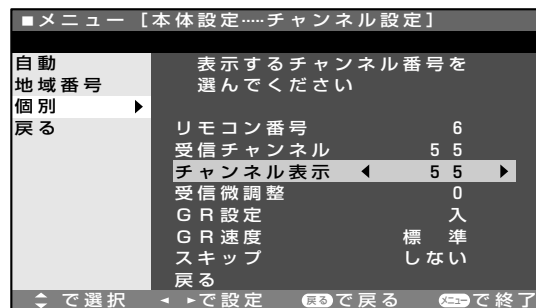 ■メニュー [本体設定……チャンネル設定]
自動
地域番号
個別 ▶
戻る
表示するチャンネル番号を
選んでください
リモコン番号 6
受信チャンネル 55
チャンネル表示 ◀ 55 ▶
受信微調整 0
GR設定 入
GR速度 標準
スキップ しない
戻る
で選択 ◀ ▶で設定 戻るで戻る メニューで終了